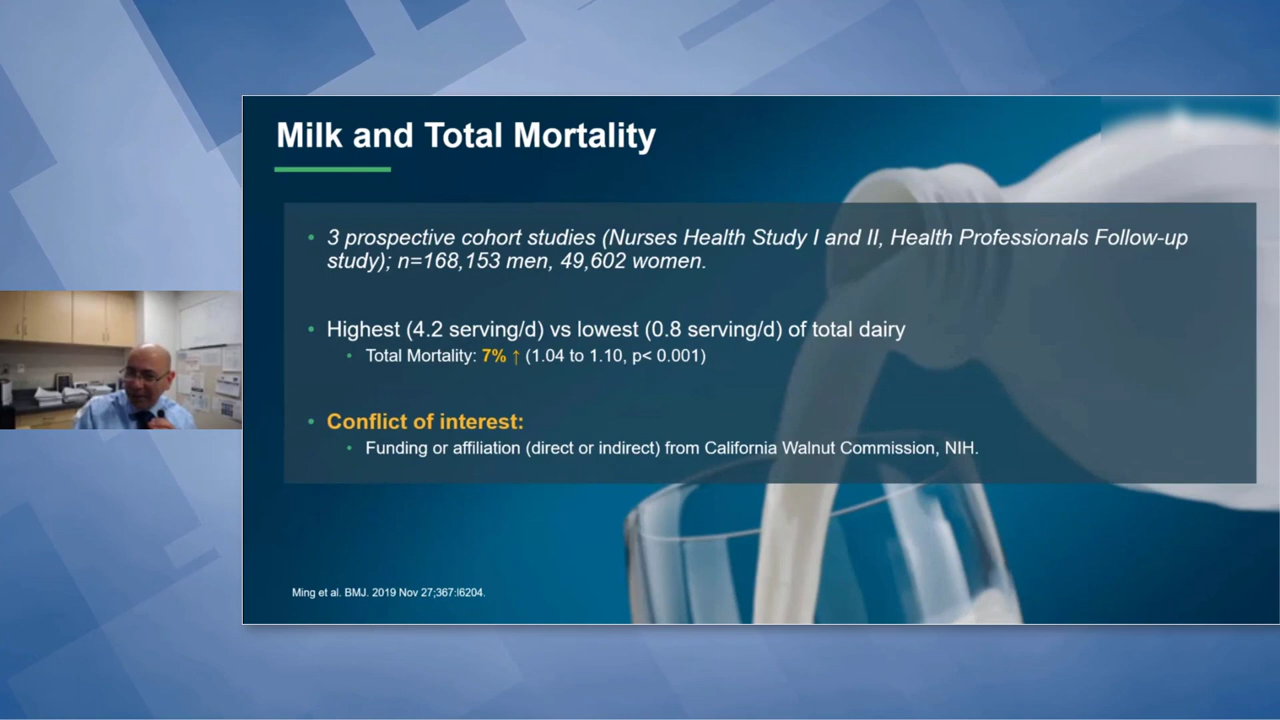 Milk and Total Mortality
• 3 prospective cohort studies (Nurses Health Study I and II, Health Professionals Follow-up
study); n=168,153 men, 49,602 women.
• Highest (4.2 serving/d) vs lowest (0.8 serving/d) of total dairy
• Total Mortality: 7% ↑ (1.04 to 1.10, p< 0.001)
• Conflict of interest:
• Funding or affiliation (direct or indirect) from California Walnut Commission, NIH.
Ming et al. BMJ. 2019 Nov 27;367:l6204.